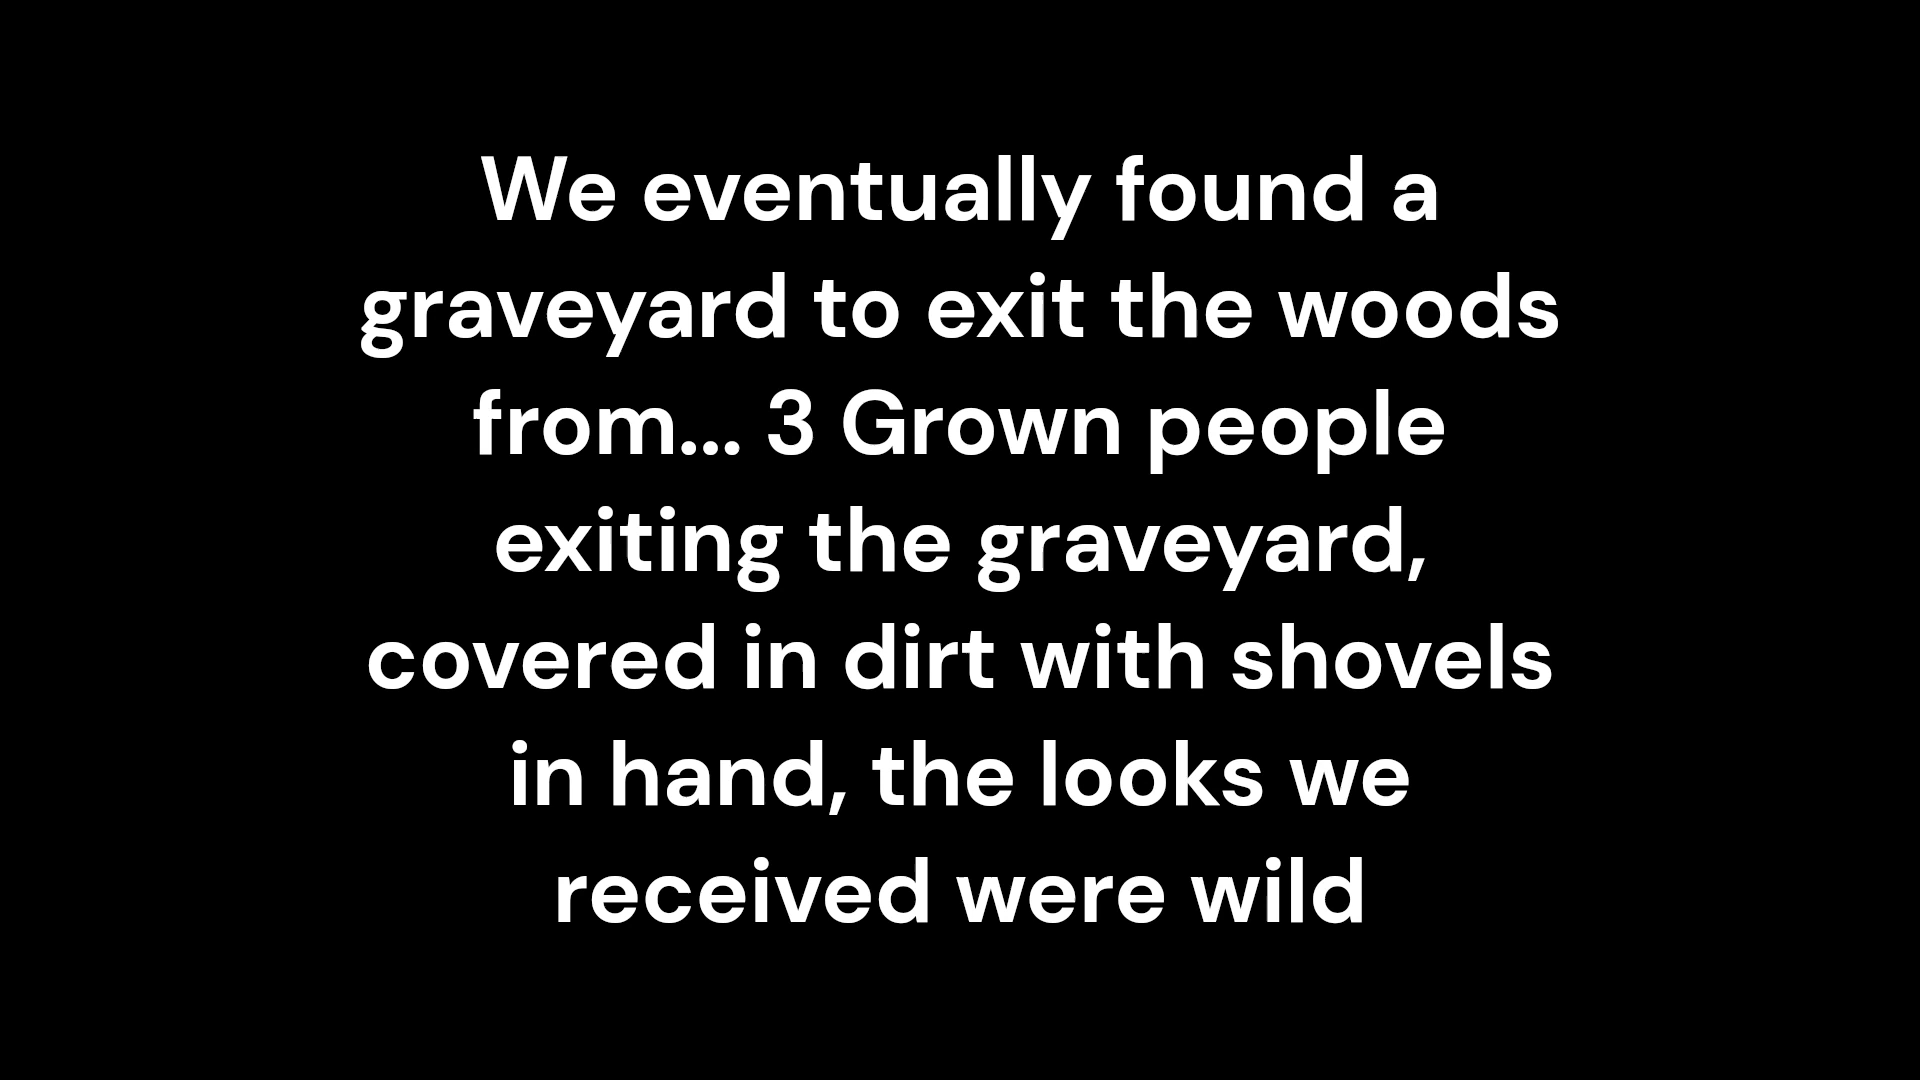 We eventually found a
graveyard to exit the woods
from... 3 Grown people
exiting the graveyard,
covered in dirt with shovels
in hand, the looks we
received were wild